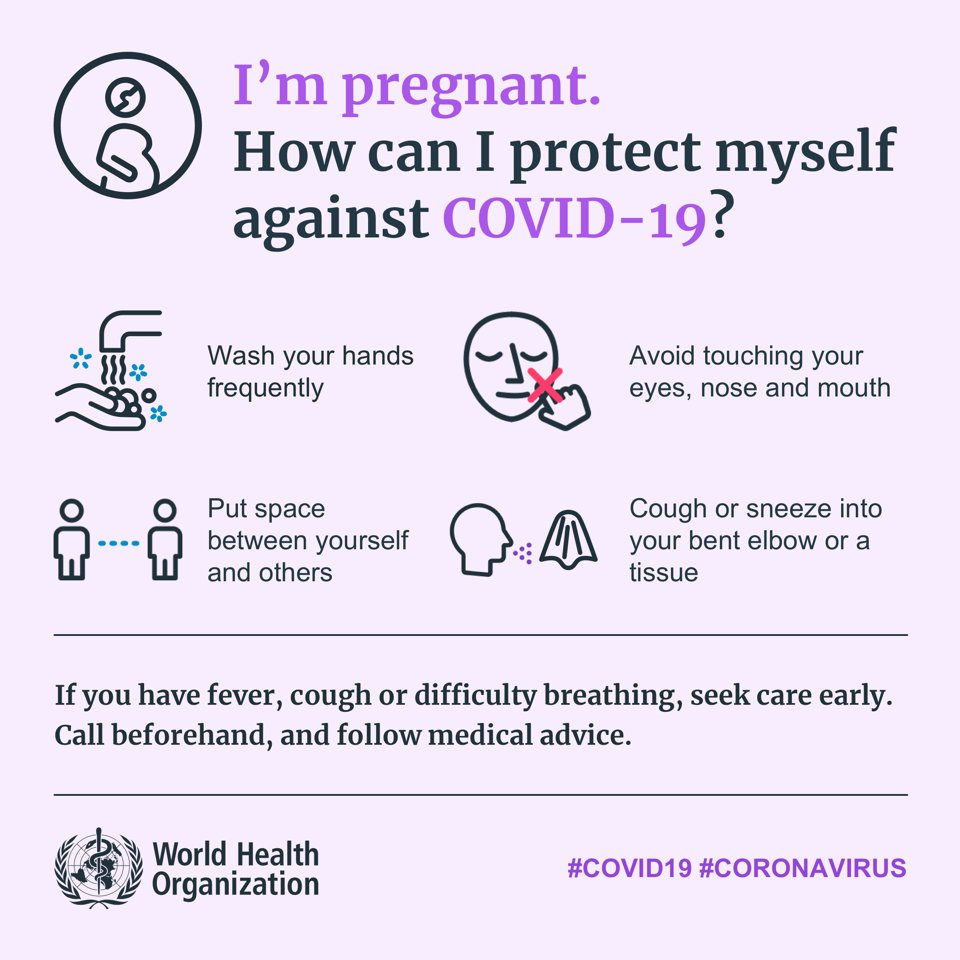 I’m pregnant.
How can I protect myself
against COVID-19?
Wash your hands
frequently
Avoid touching your
eyes, nose and mouth
Put space
between yourself
and others
Cough or sneeze into
your bent elbow or a
tissue
If you have fever, cough or difficulty breathing, seek care early.
Call beforehand, and follow medical advice.
World Health
Organization
#COVID19 #CORONAVIRUS